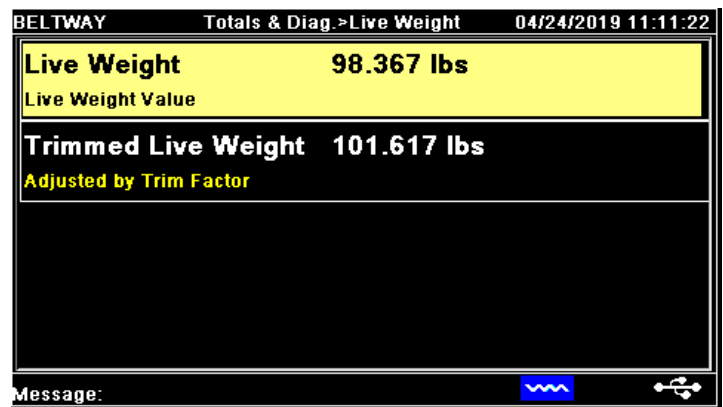 BELTWAY Totals & Diag.>Live Weight 04/24/2019 11:11:22
Live Weight 98.367 lbs
Live Weight Value
Trimmed Live Weight 101.617 lbs
Adjusted by Trim Factor
Message: